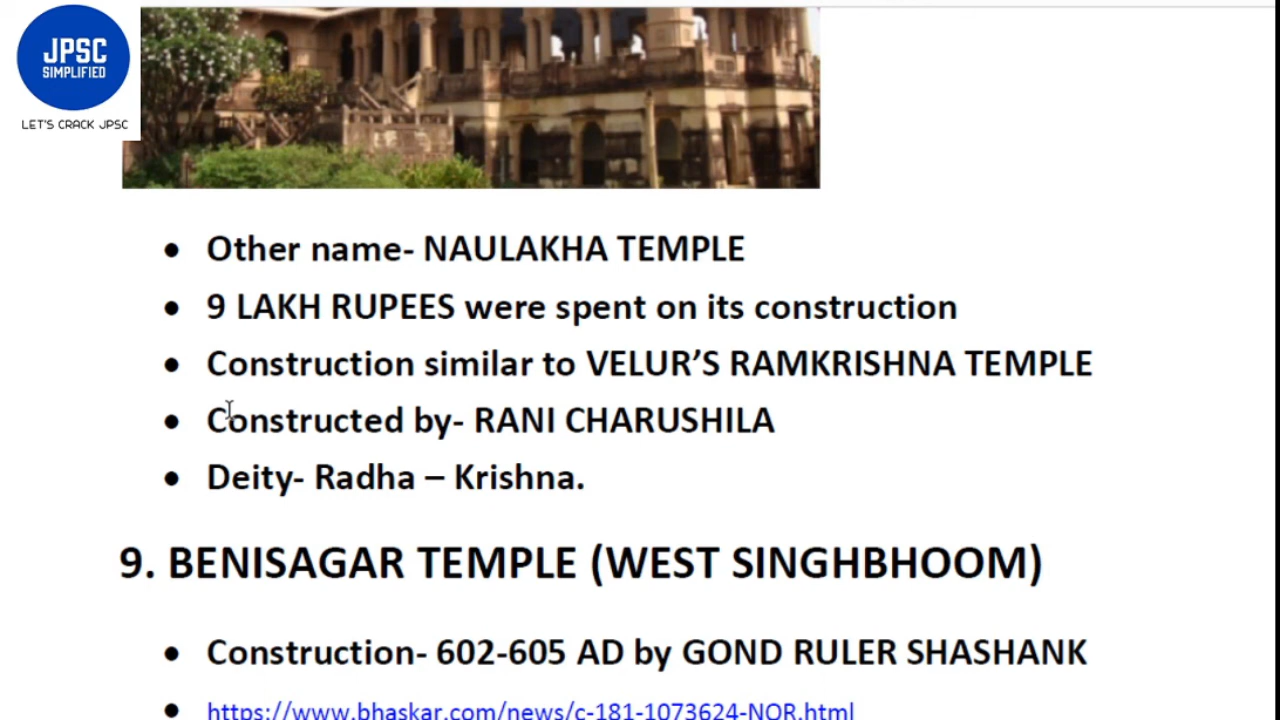 JPSC
SIMPLIFIED
LET'S CRACK JPSC
• Other name- NAULAKHA TEMPLE
• 9 LAKH RUPEES were spent on its construction
• Construction similar to VELUR’S RAMKRISHNA TEMPLE
• Constructed by- RANI CHARUSHILA
• Deity- Radha – Krishna.
9. BENISAGAR TEMPLE (WEST SINGHBHOOM)
• Construction- 602-605 AD by GOND RULER SHASHANK
• https://www.bhaskar.com/news/c-181-1073624-NOR.html